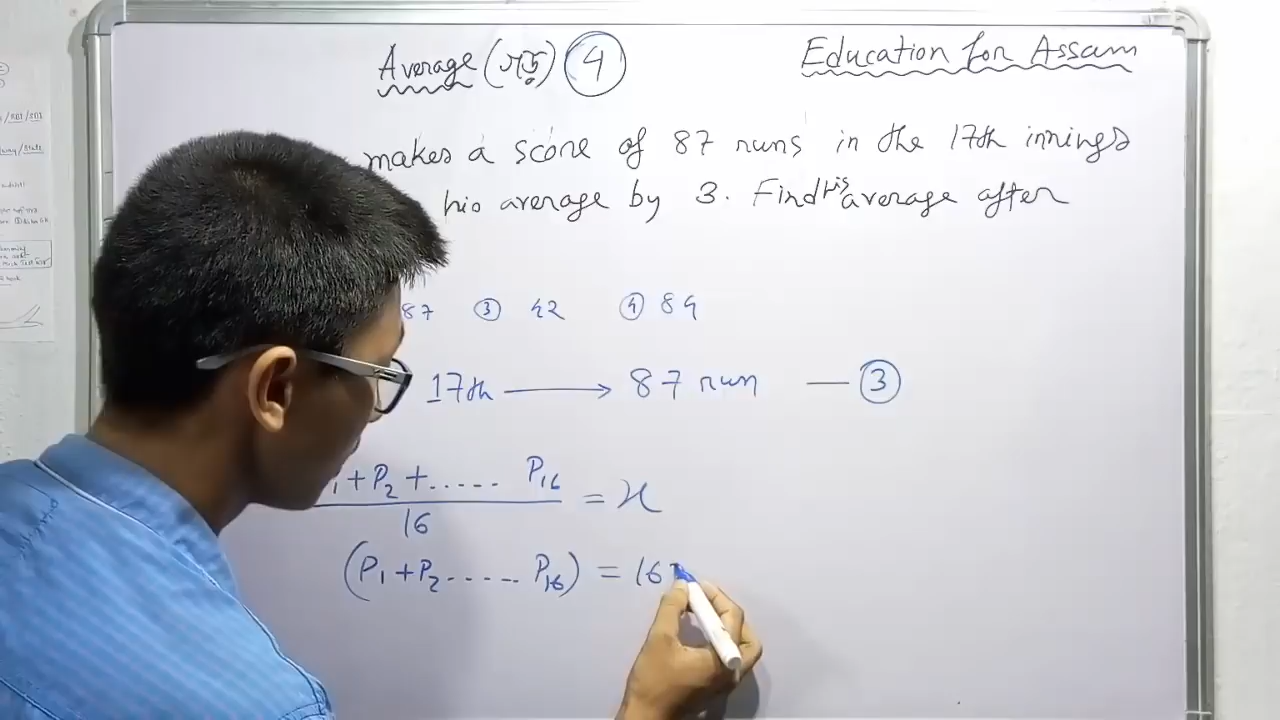 Average (গড়) 4
Education for Assam
makes a score of 87 runs in the 17th innings
his average by 3. Find his average after
87 ③ 42 ④ 84
17th → 87 run — ③
1 + P2 + ..... P16 = x
16
(P1 + P2 ..... P16) = 16